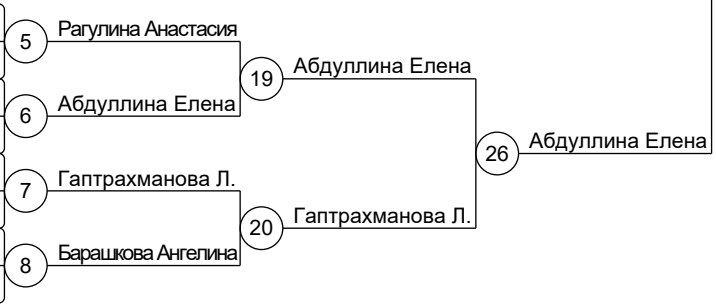 5 Рагулина Анастасия
19 Абдуллина Елена
6 Абдуллина Елена
26 Абдуллина Елена
7 Гаптрахманова Л.
20 Гаптрахманова Л.
8 Барашкова Ангелина